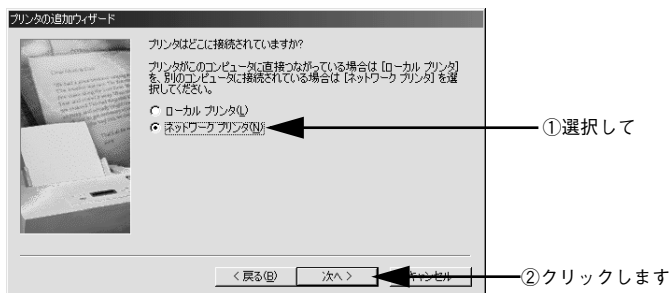 プリンタの追加ウィザード
プリンタはどこに接続されていますか?
プリンタがこのコンピュータに直接つながっている場合は [ローカル プリンタ]
を、別のコンピュータに接続されている場合は [ネットワーク プリンタ] を選
択してください。
ローカル プリンタ(L)
ネットワーク プリンタ(N)
①選択して
< 戻る(B)
次へ >
キャンセル
②クリックします